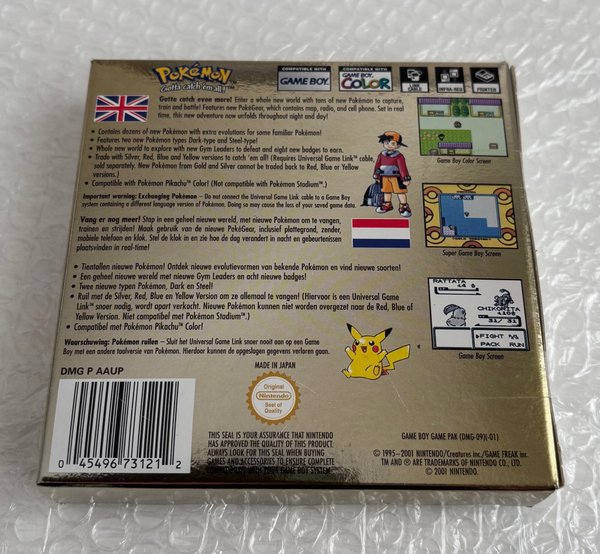 POKéMON
Gotta catch 'em all!
COMPATIBLE WITH
GAME BOY
COMPATIBLE WITH
GAME BOY
COLOR
LINK CABLE
INFRA-RED
PRINTER
Gotta catch even more! Enter a whole new world with tons of new Pokémon to capture,
train and battle! Features new PokéGear, which contains map, radio, and cell phone. Set in real
time, this new adventure now unfolds throughout night and day!
• Contains dozens of new Pokémon with extra evolutions for some familiar Pokémon!
• Features two new Pokémon types Dark-type and Steel-type!
• Whole new world to explore with new Gym Leaders to defeat and eight new badges to earn.
• Trade with Silver, Red, Blue and Yellow versions to catch 'em all! (Requires Universal Game Link™ cable,
sold separately. New Pokémon from Gold and Silver cannot be traded back to Red, Blue or Yellow
versions.)
• Compatible with Pokémon Pikachu™ Color! (Not compatible with Pokémon Stadium™.)
Important warning: Exchanging Pokémon – Do not connect the Universal Game Link cable to a Game Boy
system containing a different language version of Pokémon. Doing so may cause the loss of your saved game data.
Game Boy Color Screen
Vang er nog meer! Stap in een geheel nieuwe wereld, met nieuwe Pokémon om te vangen,
trainen en strijden! Maak gebruik van de nieuwe PokéGear, inclusief plattegrond, zender,
mobiele telefoon en klok. Stel de klok in en zie hoe de dag verandert in nacht en gebeurtenissen
plaatsvinden in real-time!
Super Game Boy Screen
• Tientallen nieuwe Pokémon! Ontdek nieuwe evolutievormen van bekende Pokémon en vind nieuwe soorten!
• Een geheel nieuwe wereld met nieuwe Gym Leaders en acht nieuwe badges!
• Twee nieuwe typen Pokémon, Dark en Steel!
• Ruil met de Silver, Red, Blue en Yellow Version om ze allemaal te vangen! (Hiervoor is een Universal Game
Link™ snoer nodig, wordt apart verkocht. Nieuwe Pokémon kunnen niet worden overgezet naar de Red, Blue of
Yellow Version. Niet compatibel met Pokémon Stadium™.)
• Compatibel met Pokémon Pikachu™ Color!
Waarschuwing: Pokémon ruilen – Sluit het Universal Game Link snoer nooit aan op een Game
Boy met een andere taalversie van Pokémon. Hierdoor kunnen de opgeslagen gegevens verloren gaan.
RATTATA
CHIKORITA
31/ 31
FIGHT
PACK RUN
Game Boy Screen
DMG P AAUP
MADE IN JAPAN
Original
Nintendo
Seal of
Quality
THIS SEAL IS YOUR ASSURANCE THAT NINTENDO
HAS APPROVED THE QUALITY OF THIS PRODUCT.
ALWAYS LOOK FOR THIS SEAL WHEN BUYING
GAMES AND ACCESSORIES TO ENSURE COMPLETE
COMPATIBILITY WITH YOUR GAME BOY SYSTEM.
GAME BOY GAME PAK (DMG-09)(-01)
© 1995–2001 NINTENDO/Creatures inc./GAME FREAK inc.
TM AND ® ARE TRADEMARKS OF NINTENDO CO., LTD.
© 2001 NINTENDO.
0 45496 73121 2